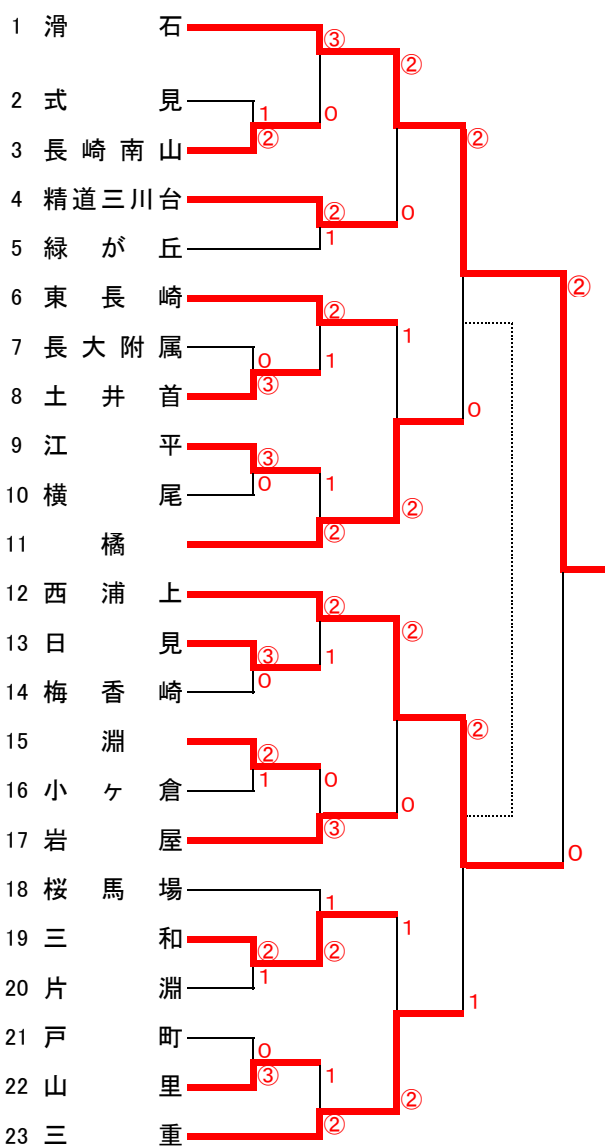 1 滑石 ③
②
2 式見 1 0 ②
3 長崎南山 ②
4 精道三川台 ② 0
5 緑が丘 1
6 東長崎 ② ②
7 長大附属 0 1 1
8 土井首 ③ 0
9 江平 ③
10 横尾 0 1 ②
11 橘 ②
12 西浦上 ② ②
13 日見 ③ 1
14 梅香崎 0
15 淵 ② ②
16 小ヶ倉 1 0 0
17 岩屋 ③ 0
18 桜馬場 1 1
19 三和 ② ②
20 片淵 1 1
21 戸町 0
22 山里 ③ 1 ②
23 三重 ②